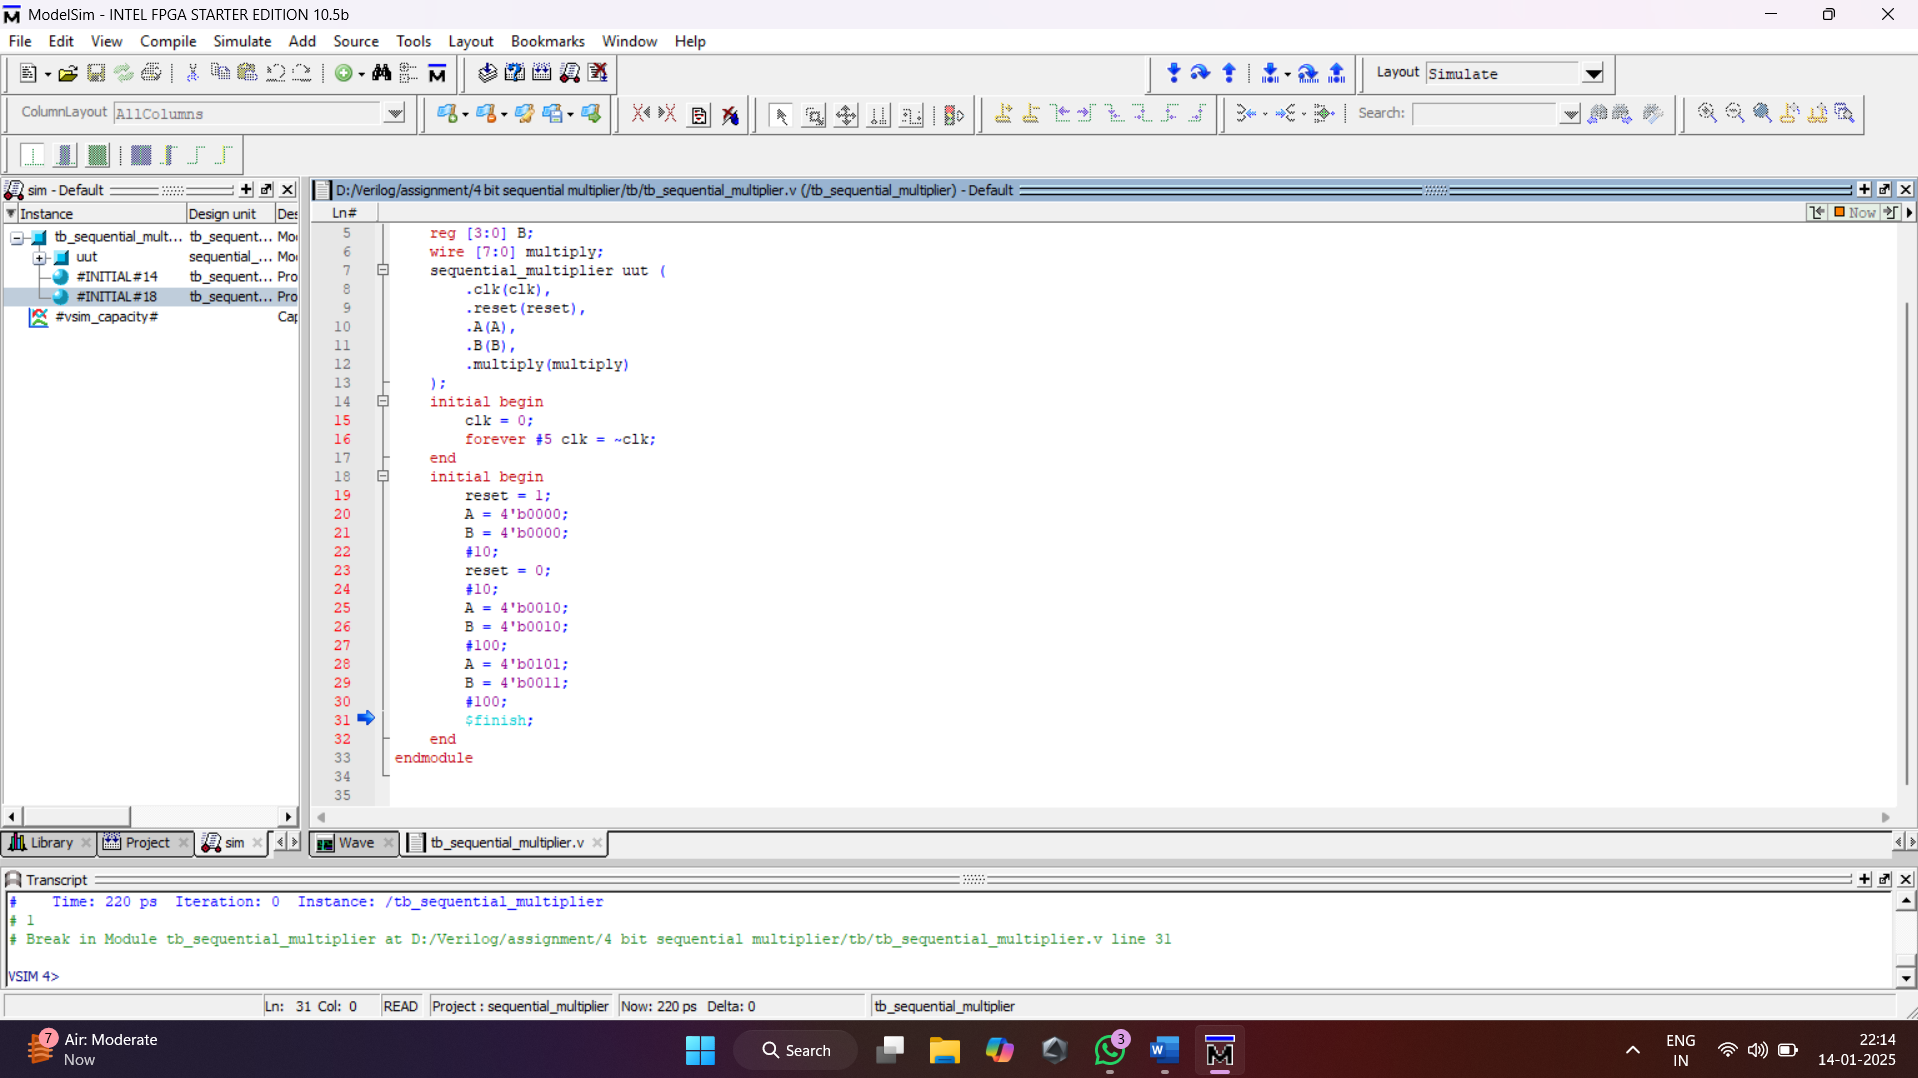 ModelSim - INTEL FPGA STARTER EDITION 10.5b
File Edit View Compile Simulate Add Source Tools Layout Bookmarks Window Help
Layout Simulate
ColumnLayout AllColumns
Search:
sim - Default
D:/Verilog/assignment/4 bit sequential multiplier/tb/tb_sequential_multiplier.v (/tb_sequential_multiplier) - Default
Instance Design unit Des
Ln#
Now
tb_sequential_mult... tb_sequent... Mo
uut sequential_... Mo
#INITIAL#14 tb_sequent... Pro
#INITIAL#18 tb_sequent... Pro
#vsim_capacity# Cap
5 reg [3:0] B;
6 wire [7:0] multiply;
7 sequential_multiplier uut (
8 .clk(clk),
9 .reset(reset),
10 .A(A),
11 .B(B),
12 .multiply(multiply)
13 );
14 initial begin
15 clk = 0;
16 forever #5 clk = ~clk;
17 end
18 initial begin
19 reset = 1;
20 A = 4'b0000;
21 B = 4'b0000;
22 #10;
23 reset = 0;
24 #10;
25 A = 4'b0010;
26 B = 4'b0010;
27 #100;
28 A = 4'b0101;
29 B = 4'b0011;
30 #100;
31 $finish;
32 end
33 endmodule
34
35
Library Project sim
Wave tb_sequential_multiplier.v
Transcript
# Time: 220 ps Iteration: 0 Instance: /tb_sequential_multiplier
# 1
# Break in Module tb_sequential_multiplier at D:/Verilog/assignment/4 bit sequential multiplier/tb/tb_sequential_multiplier.v line 31
VSIM 4>
Ln: 31 Col: 0 READ Project : sequential_multiplier Now: 220 ps Delta: 0 tb_sequential_multiplier
7
Air: Moderate
Now
Search
3
ENG
IN
22:14
14-01-2025